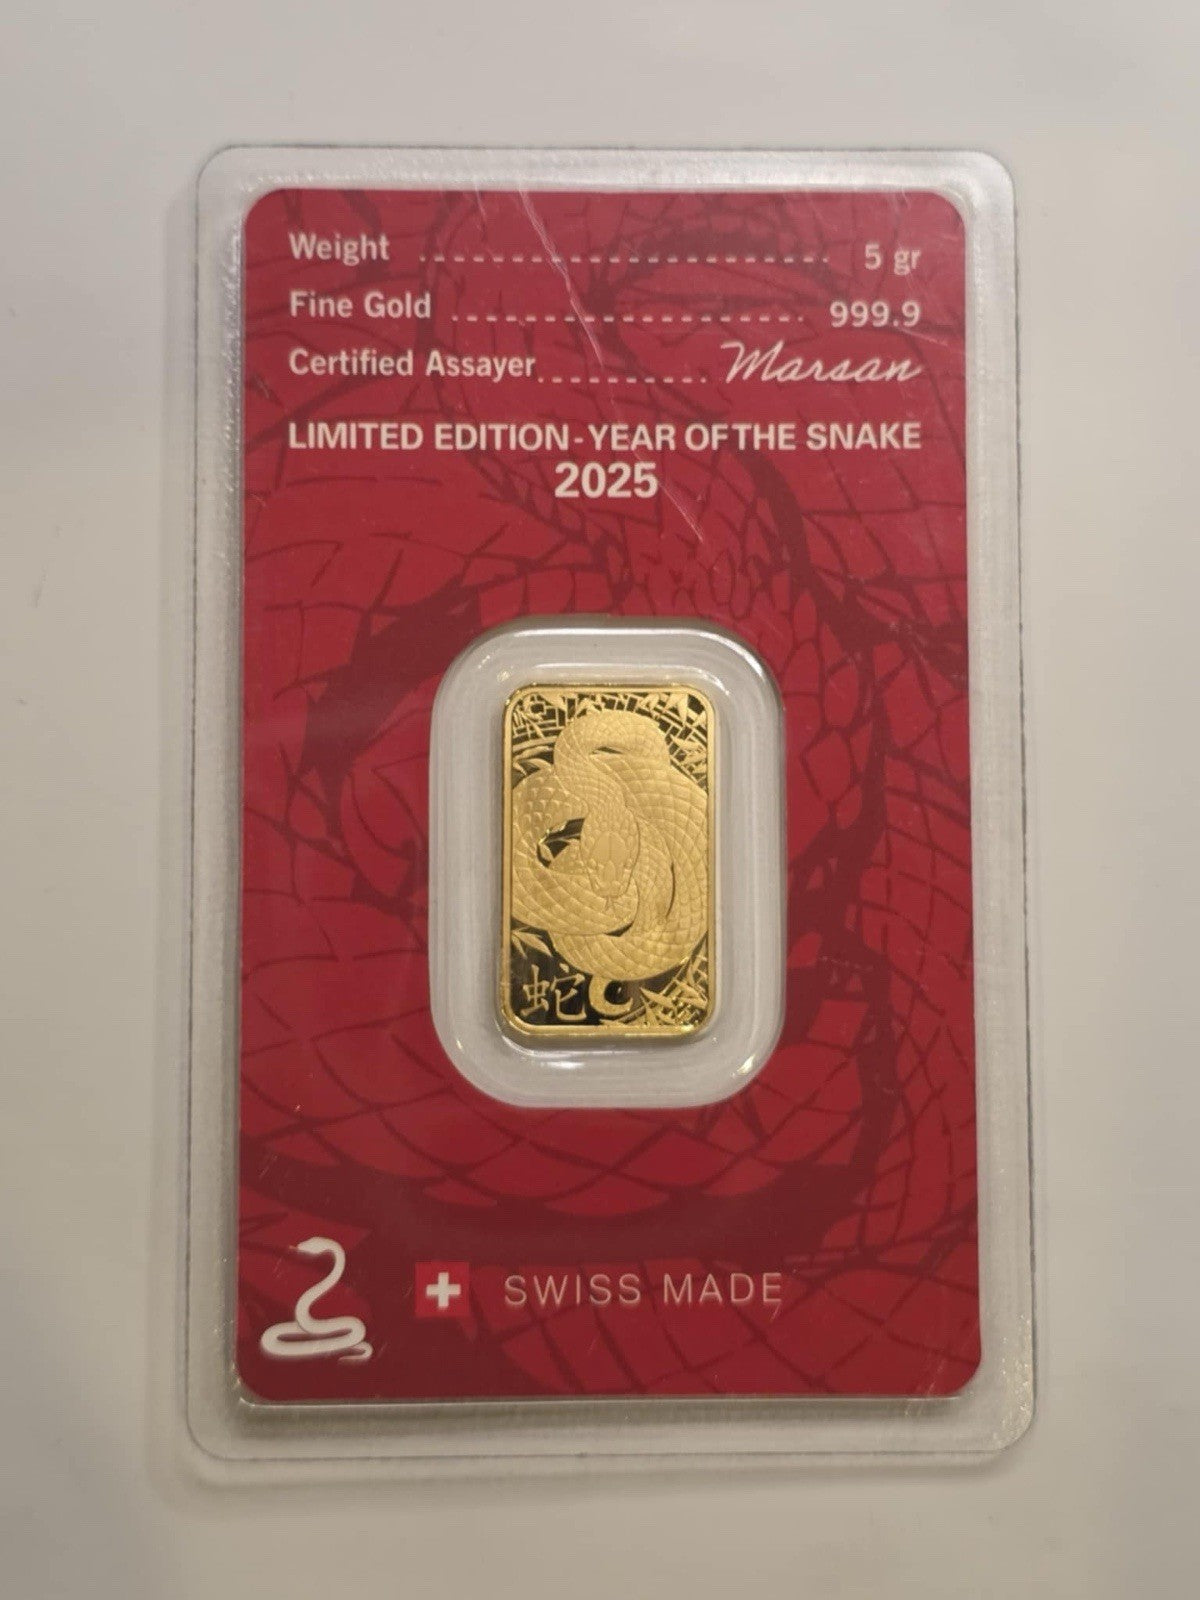 Weight ........................ 5 gr
Fine Gold ..................... 999.9
Certified Assayer.......... Marsan
LIMITED EDITION - YEAR OF THE SNAKE
2025
蛇
SWISS MADE